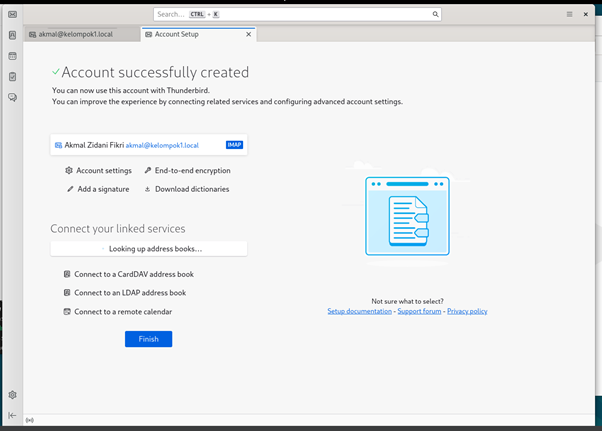 Search... CTRL + K
akmal@kelompok1.local
Account Setup
Account successfully created
You can now use this account with Thunderbird.
You can improve the experience by connecting related services and configuring advanced account settings.
Akmal Zidani Fikri akmal@kelompok1.local IMAP
Account settings End-to-end encryption
Add a signature Download dictionaries
Connect your linked services
Looking up address books...
Connect to a CardDAV address book
Connect to an LDAP address book
Connect to a remote calendar
Finish
Not sure what to select?
Setup documentation - Support forum - Privacy policy